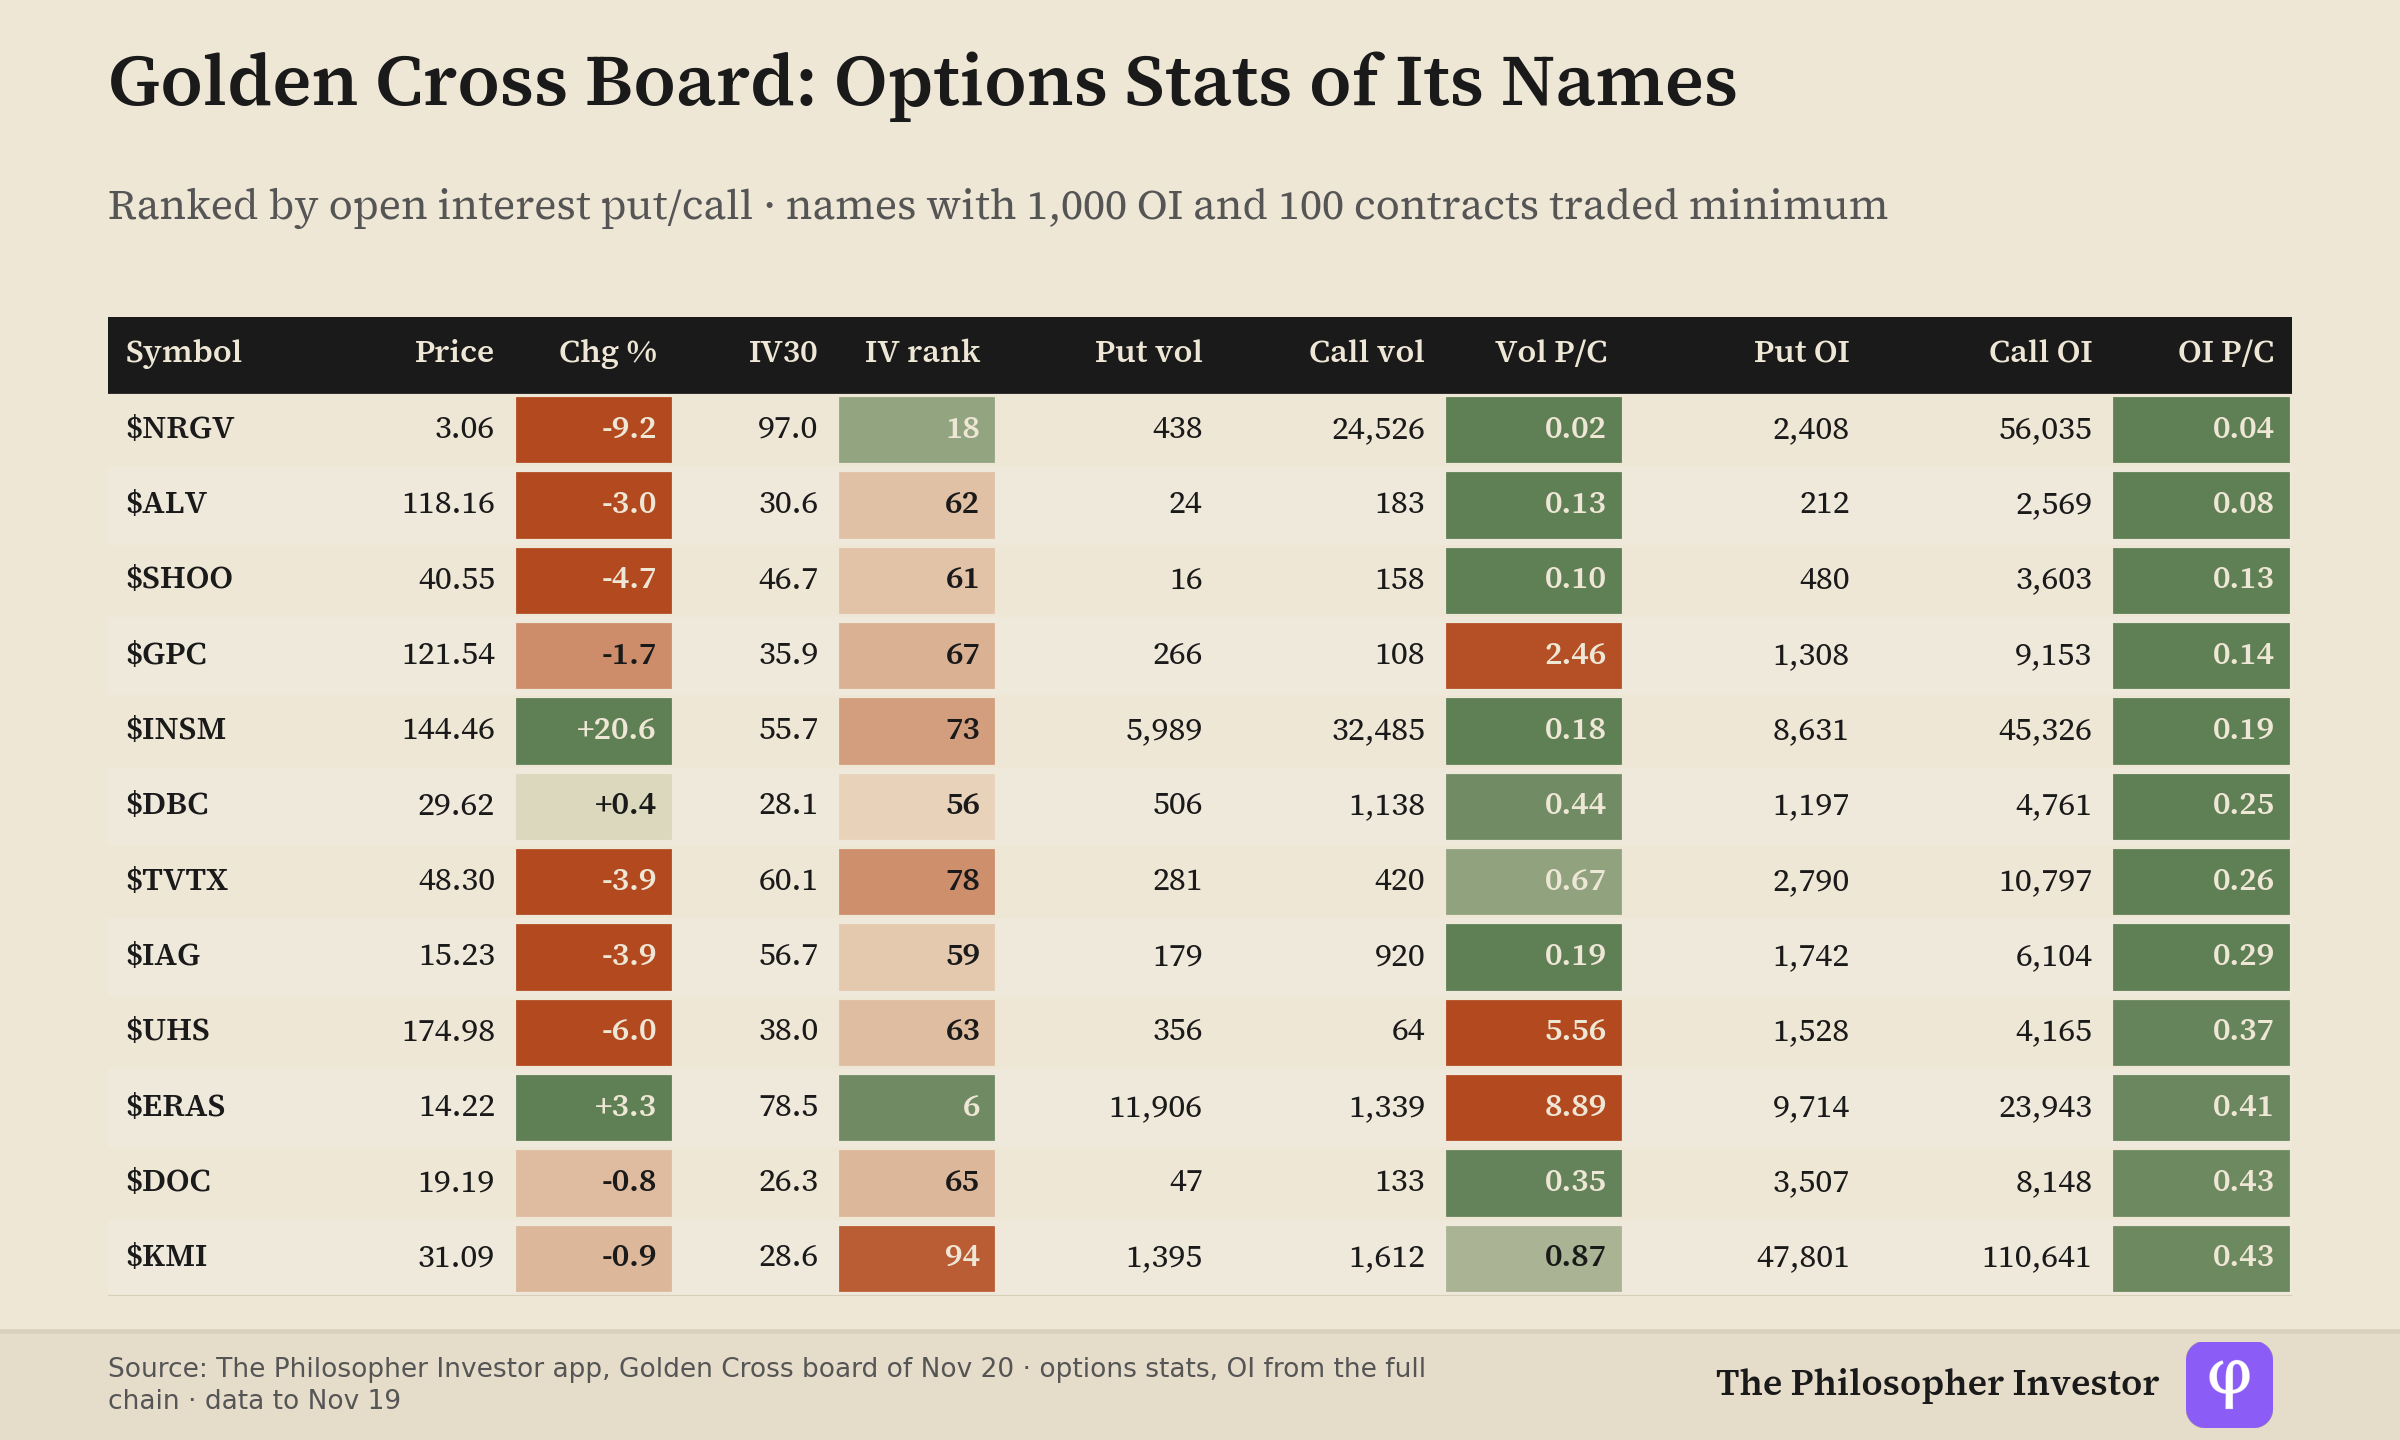 Golden Cross Board: Options Stats of Its Names
Ranked by open interest put/call · names with 1,000 OI and 100 contracts traded minimum
Symbol Price Chg % IV30 IV rank Put vol Call vol Vol P/C Put OI Call OI OI P/C
$NRGV 3.06 -9.2 97.0 18 438 24,526 0.02 2,408 56,035 0.04
$ALV 118.16 -3.0 30.6 62 24 183 0.13 212 2,569 0.08
$SHOO 40.55 -4.7 46.7 61 16 158 0.10 480 3,603 0.13
$GPC 121.54 -1.7 35.9 67 266 108 2.46 1,308 9,153 0.14
$INSM 144.46 +20.6 55.7 73 5,989 32,485 0.18 8,631 45,326 0.19
$DBC 29.62 +0.4 28.1 56 506 1,138 0.44 1,197 4,761 0.25
$TVTX 48.30 -3.9 60.1 78 281 420 0.67 2,790 10,797 0.26
$IAG 15.23 -3.9 56.7 59 179 920 0.19 1,742 6,104 0.29
$UHS 174.98 -6.0 38.0 63 356 64 5.56 1,528 4,165 0.37
$ERAS 14.22 +3.3 78.5 6 11,906 1,339 8.89 9,714 23,943 0.41
$DOC 19.19 -0.8 26.3 65 47 133 0.35 3,507 8,148 0.43
$KMI 31.09 -0.9 28.6 94 1,395 1,612 0.87 47,801 110,641 0.43
Source: The Philosopher Investor app, Golden Cross board of Nov 20 · options stats, OI from the full
chain · data to Nov 19
The Philosopher Investor φ